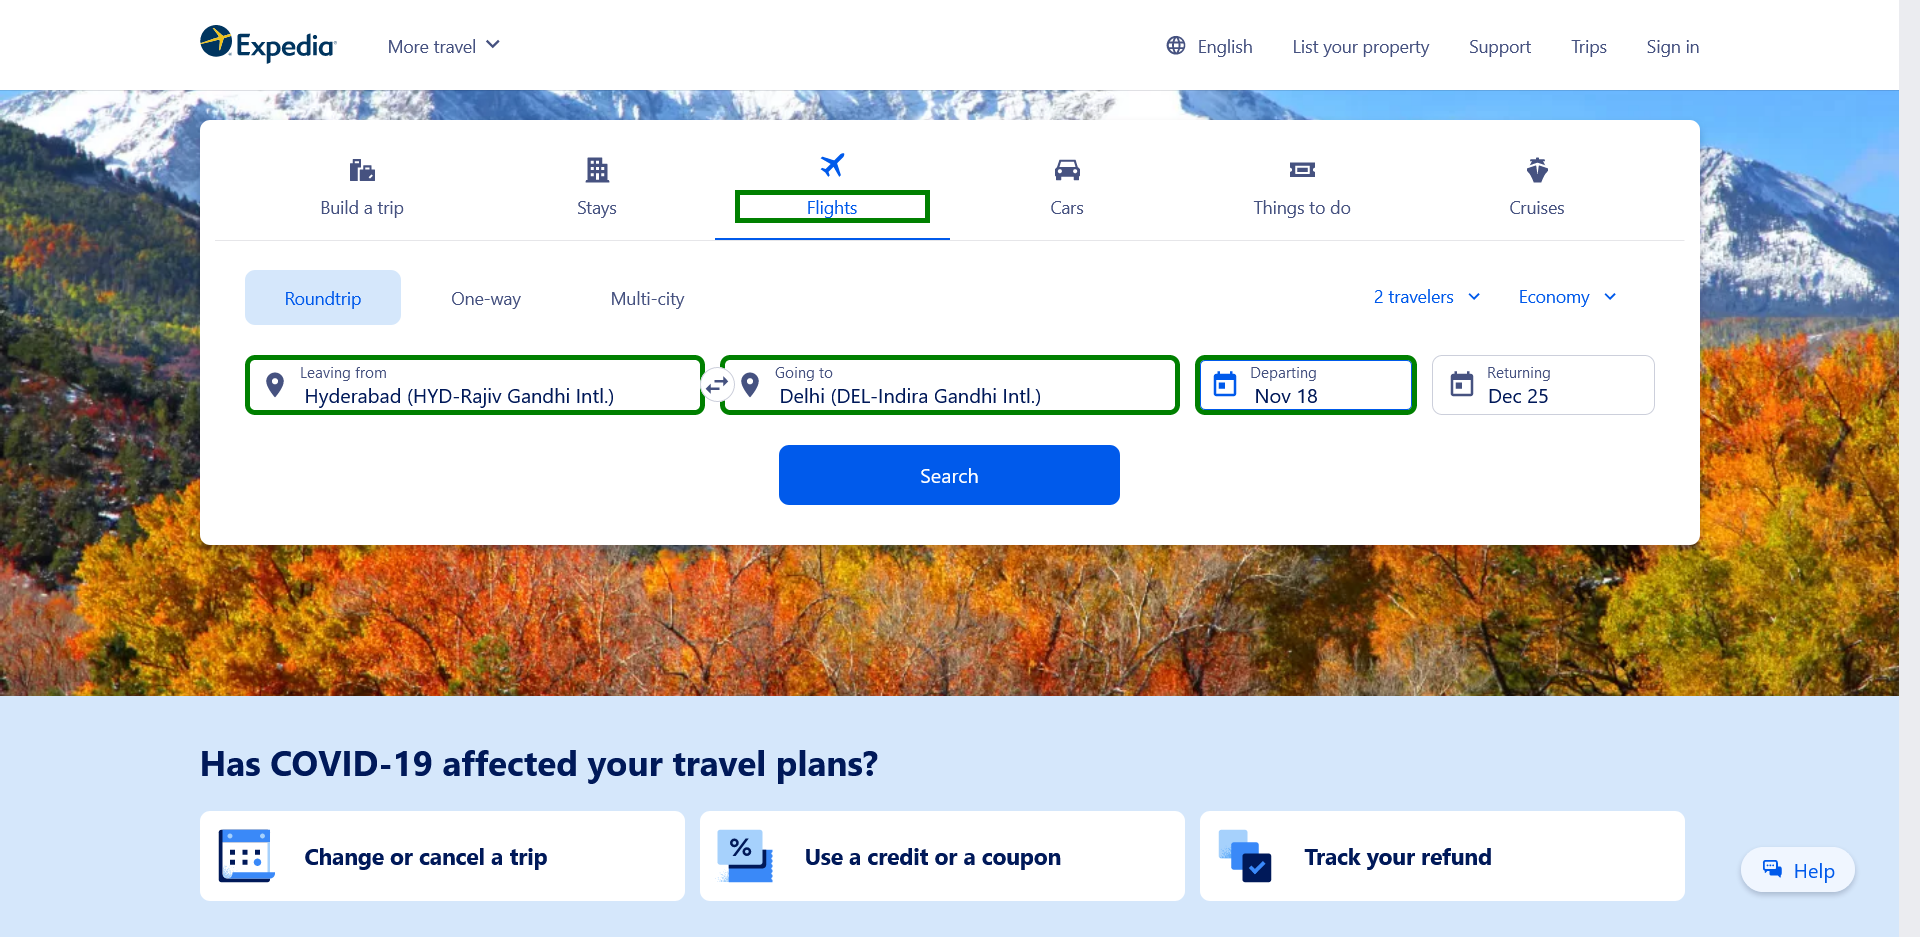 Expedia
More travel
English
List your property
Support
Trips
Sign in
Build a trip
Stays
Flights
Cars
Things to do
Cruises
Roundtrip
One-way
Multi-city
2 travelers
Economy
Leaving from
Hyderabad (HYD-Rajiv Gandhi Intl.)
Going to
Delhi (DEL-Indira Gandhi Intl.)
Departing
Nov 18
Returning
Dec 25
Search
Has COVID-19 affected your travel plans?
Change or cancel a trip
%
Use a credit or a coupon
Track your refund
Help